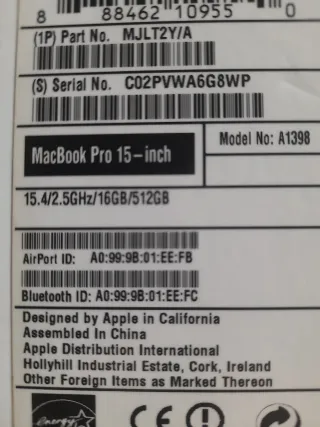 8 88462 10955 0
(1P) Part No. MJLT2Y/A
(S) Serial No. C02PVWA6G8WP
MacBook Pro 15-inch
Model No: A1398
15.4/2.5GHz/16GB/512GB
AirPort ID: A0:99:9B:01:EE:FB
Bluetooth ID: A0:99:9B:01:EE:FC
Designed by Apple in California
Assembled In China
Apple Distribution International
Hollyhill Industrial Estate, Cork, Ireland
Other Foreign Items as Marked Thereon
energy
CE